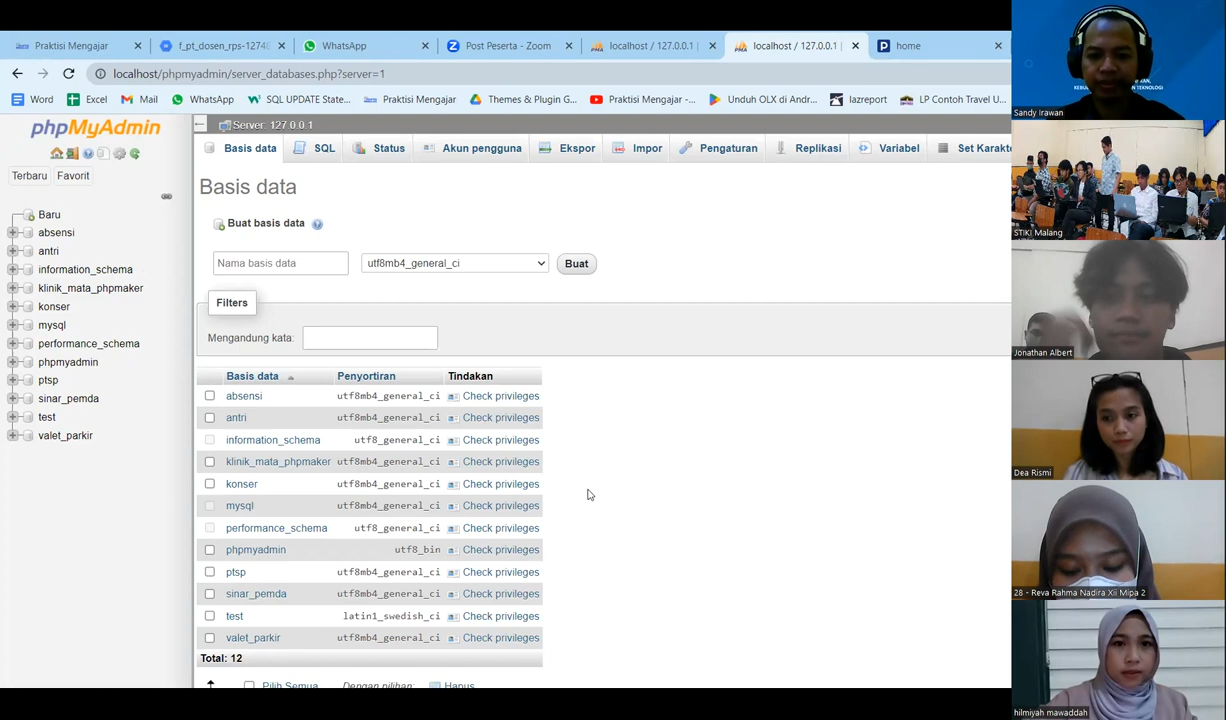 Praktisi Mengajar
f_pt_dosen_rps-12748
WhatsApp
Post Peserta - Zoom
localhost / 127.0.0.1
localhost / 127.0.0.1
home
localhost/phpmyadmin/server_databases.php?server=1
Word
Excel
Mail
WhatsApp
SQL UPDATE State...
Praktisi Mengajar
Themes & Plugin G...
Praktisi Mengajar -...
Unduh OLX di Andr...
lazreport
LP Contoh Travel U...
phpMyAdmin
Terbaru
Favorit
Baru
absensi
antri
information_schema
klinik_mata_phpmaker
konser
mysql
performance_schema
phpmyadmin
ptsp
sinar_pemda
test
valet_parkir
Server: 127.0.0.1
Basis data
SQL
Status
Akun pengguna
Ekspor
Impor
Pengaturan
Replikasi
Variabel
Set Karakt
Basis data
Buat basis data
Nama basis data
utf8mb4_general_ci
Buat
Filters
Mengandung kata:
Basis data Penyortiran Tindakan
absensi utf8mb4_general_ci Check privileges
antri utf8mb4_general_ci Check privileges
information_schema utf8_general_ci Check privileges
klinik_mata_phpmaker utf8mb4_general_ci Check privileges
konser utf8mb4_general_ci Check privileges
mysql utf8mb4_general_ci Check privileges
performance_schema utf8_general_ci Check privileges
phpmyadmin utf8_bin Check privileges
ptsp utf8mb4_general_ci Check privileges
sinar_pemda utf8mb4_general_ci Check privileges
test latin1_swedish_ci Check privileges
valet_parkir utf8mb4_general_ci Check privileges
Total: 12
Pilih Semua Dengan pilihan: Hapus
Sandy Irawan
STIKI Malang
Jonathan Albert
Dea Rismi
28 - Reva Rahma Nadira Xii Mipa 2
hilmiyah mawaddah